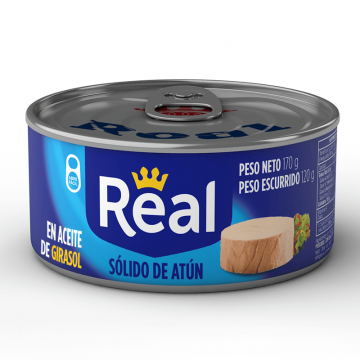 Real
PESO NETO 170 g
PESO ESCURRIDO 120 g
EN ACEITE
DE GIRASOL
SÓLIDO DE ATÚN